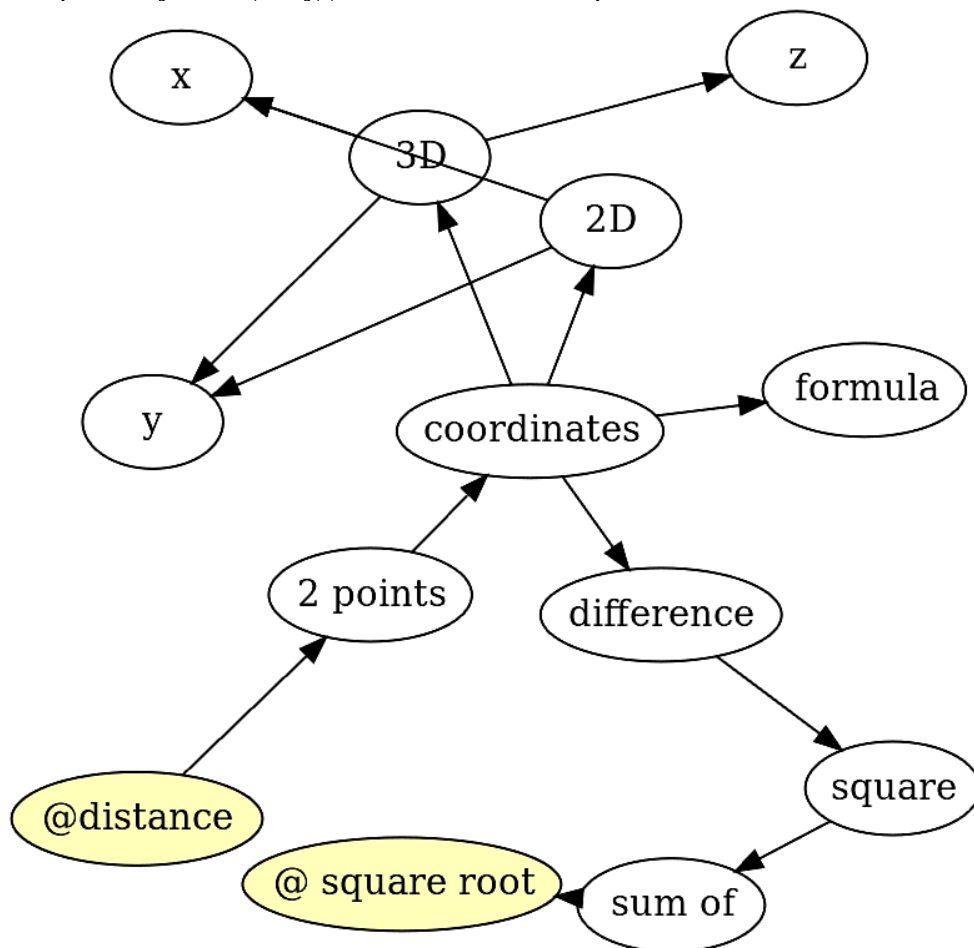 x
z
3D
2D
formula
y
coordinates
2 points
difference
square
@distance
@ square root
sum of